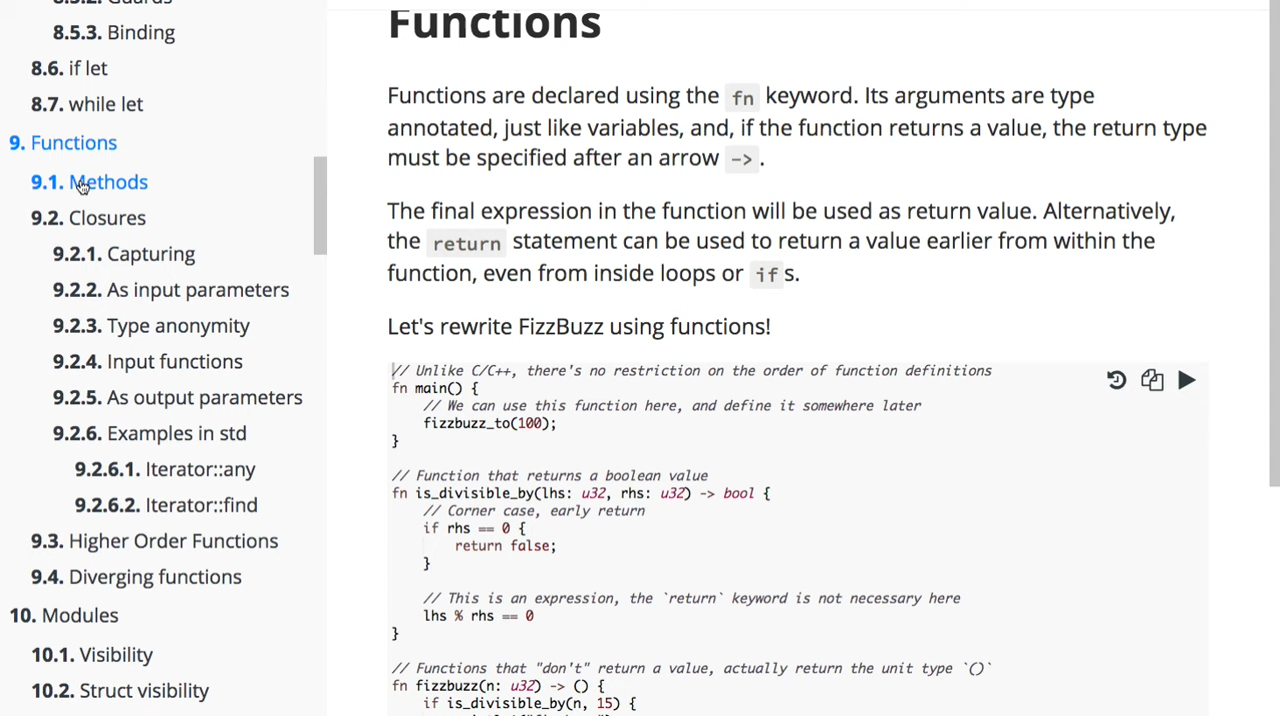 8.5.2. Guards
8.5.3. Binding
8.6. if let
8.7. while let
9. Functions
9.1. Methods
9.2. Closures
9.2.1. Capturing
9.2.2. As input parameters
9.2.3. Type anonymity
9.2.4. Input functions
9.2.5. As output parameters
9.2.6. Examples in std
9.2.6.1. Iterator::any
9.2.6.2. Iterator::find
9.3. Higher Order Functions
9.4. Diverging functions
10. Modules
10.1. Visibility
10.2. Struct visibility
Functions
Functions are declared using the fn keyword. Its arguments are type
annotated, just like variables, and, if the function returns a value, the return type
must be specified after an arrow -> .
The final expression in the function will be used as return value. Alternatively,
the return statement can be used to return a value earlier from within the
function, even from inside loops or if s.
Let's rewrite FizzBuzz using functions!
// Unlike C/C++, there's no restriction on the order of function definitions
fn main() {
// We can use this function here, and define it somewhere later
fizzbuzz_to(100);
}
// Function that returns a boolean value
fn is_divisible_by(lhs: u32, rhs: u32) -> bool {
// Corner case, early return
if rhs == 0 {
return false;
}
// This is an expression, the `return` keyword is not necessary here
lhs % rhs == 0
}
// Functions that "don't" return a value, actually return the unit type `()`
fn fizzbuzz(n: u32) -> () {
if is_divisible_by(n, 15) {